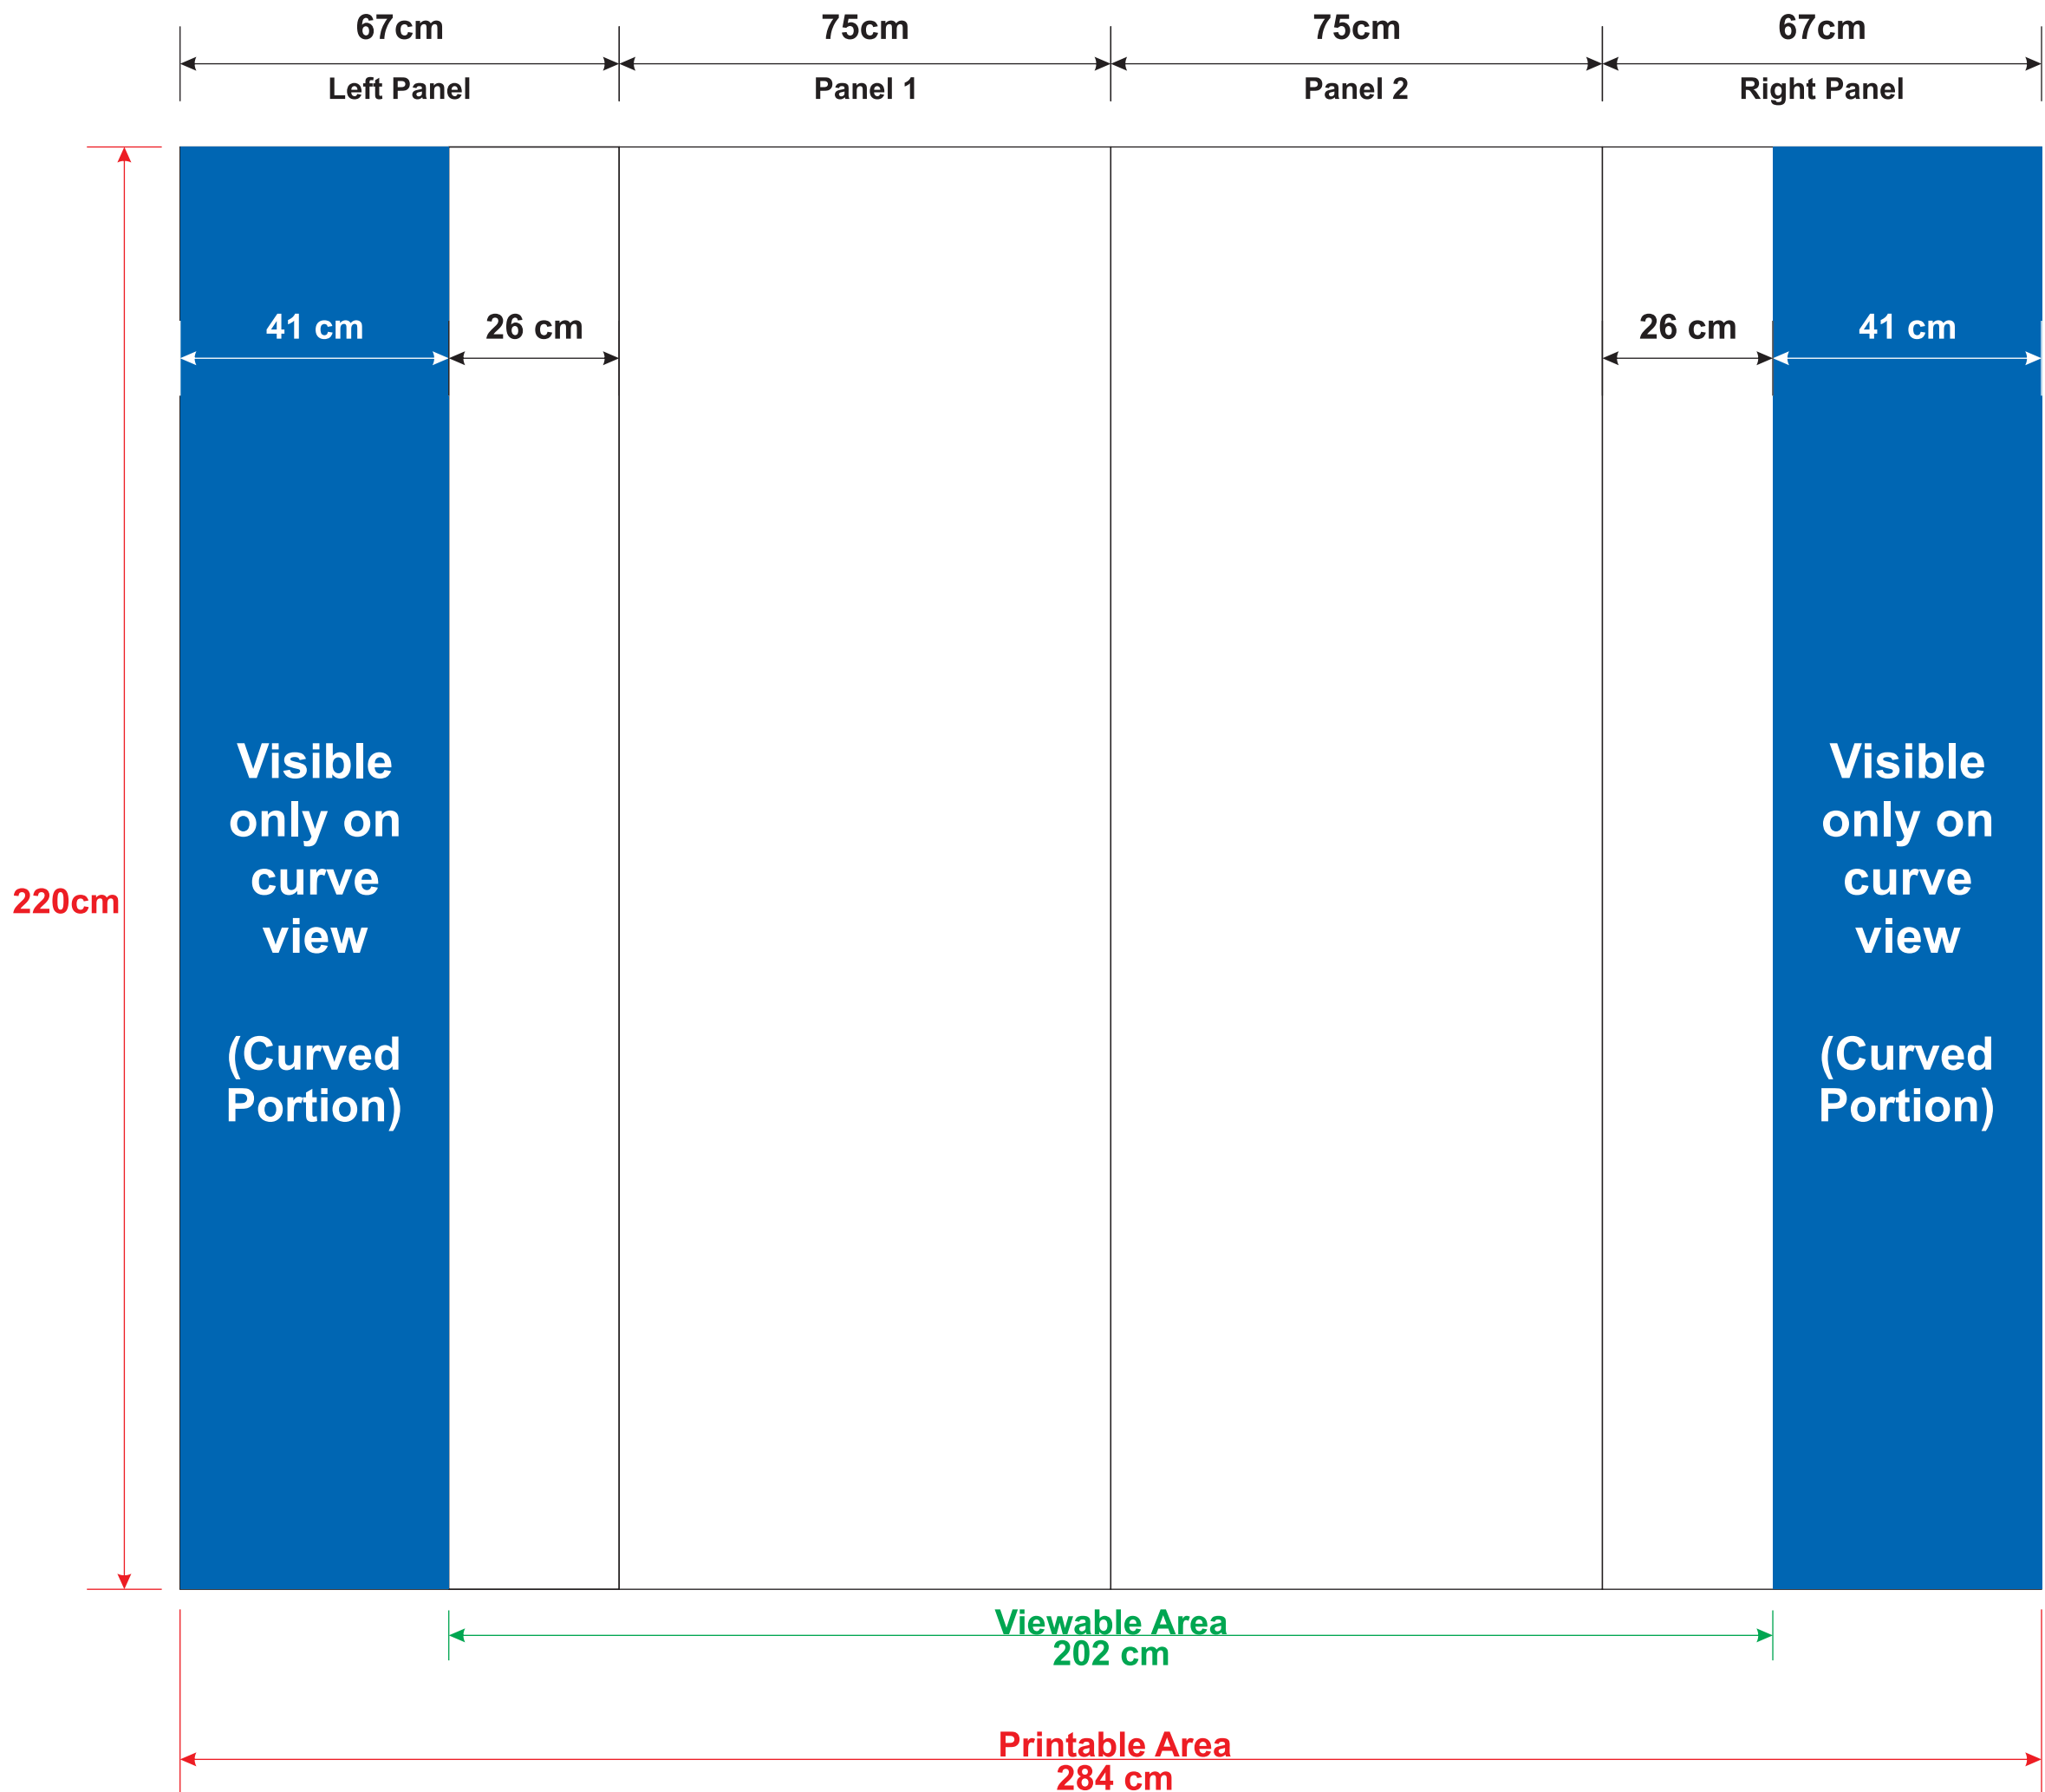 67cm
75cm
75cm
67cm
Left Panel
Panel 1
Panel 2
Right Panel
41 cm
26 cm
26 cm
41 cm
Visible
only on
curve
view
(Curved
Portion)
Visible
only on
curve
view
(Curved
Portion)
220cm
Viewable Area
202 cm
Printable Area
284 cm